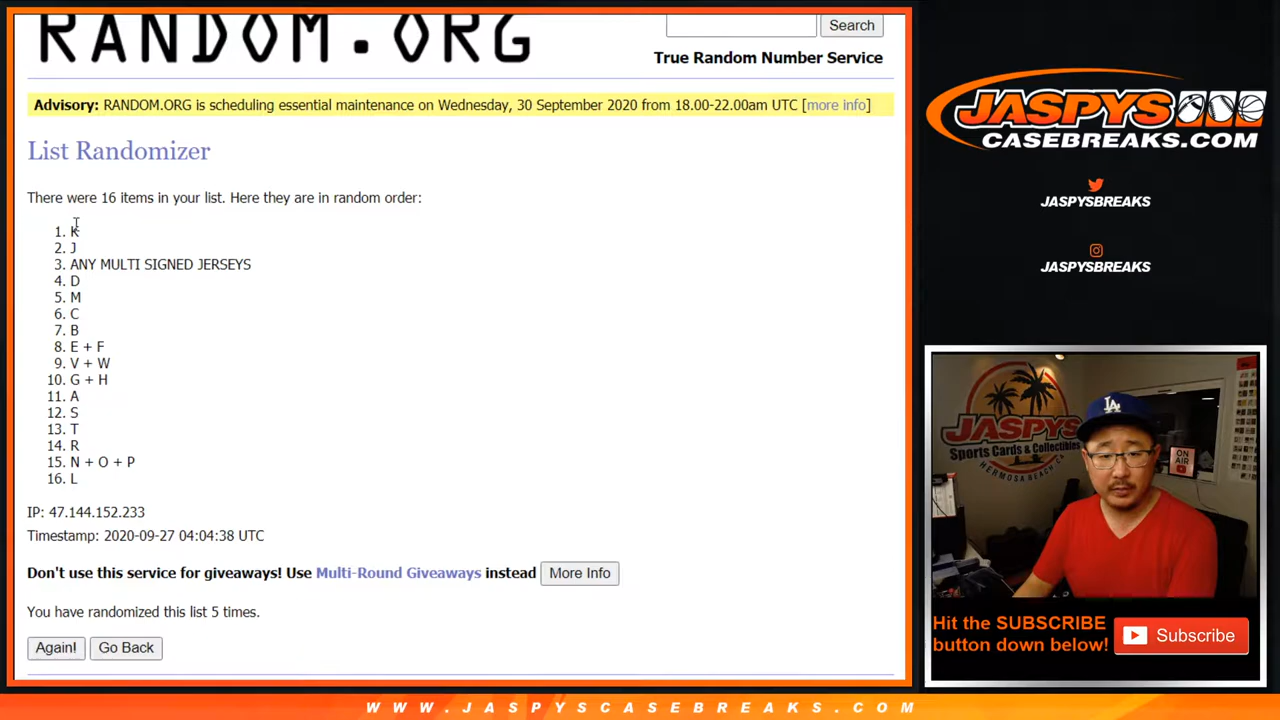 RANDOM.ORG
Search
True Random Number Service
Advisory: RANDOM.ORG is scheduling essential maintenance on Wednesday, 30 September 2020 from 18.00-22.00am UTC [more info]
List Randomizer
There were 16 items in your list. Here they are in random order:
1. K
2. J
3. ANY MULTI SIGNED JERSEYS
4. D
5. M
6. C
7. B
8. E + F
9. V + W
10. G + H
11. A
12. S
13. T
14. R
15. N + O + P
16. L
IP: 47.144.152.233
Timestamp: 2020-09-27 04:04:38 UTC
Don't use this service for giveaways! Use Multi-Round Giveaways instead More Info
You have randomized this list 5 times.
Again! Go Back
JASPYS
CASEBREAKS.COM
JASPYSBREAKS
JASPYSBREAKS
JASPYS
Sports Cards & Collectibles
HERMOSA BEACH, CA
LA
ON AIR
Hit the SUBSCRIBE
button down below!
Subscribe
WWW.JASPYSCASEBREAKS.COM